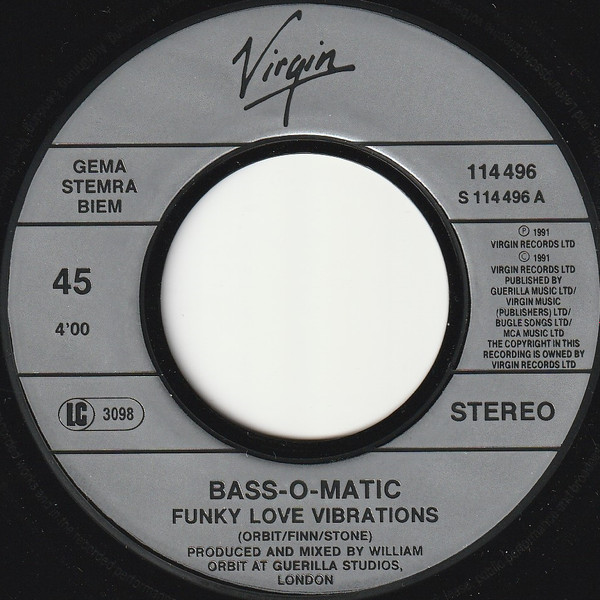 Virgin
GEMA
STEMRA
BIEM
114 496
S 114 496 A
45
4'00
Ⓟ 1991
VIRGIN RECORDS LTD
© 1991
VIRGIN RECORDS LTD
PUBLISHED BY
GUERILLA MUSIC LTD/
VIRGIN MUSIC
(PUBLISHERS) LTD/
BUGLE SONGS LTD/
MCA MUSIC LTD
THE COPYRIGHT IN THIS
RECORDING IS OWNED BY
VIRGIN RECORDS LTD
LC 3098
STEREO
BASS-O-MATIC
FUNKY LOVE VIBRATIONS
(ORBIT/FINN/STONE)
PRODUCED AND MIXED BY WILLIAM
ORBIT AT GUERILLA STUDIOS,
LONDON